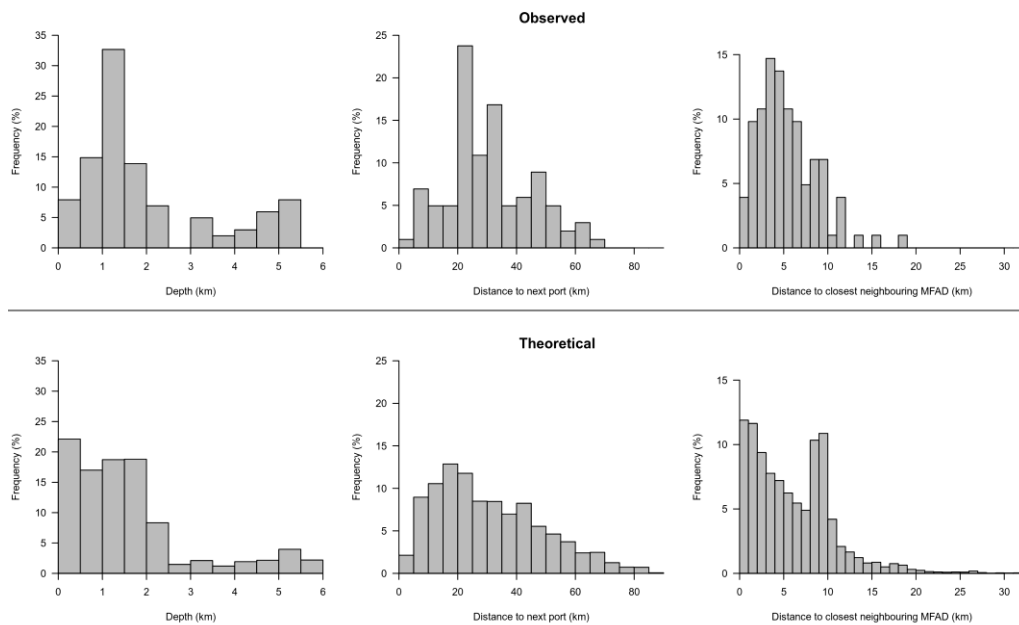 Observed
35
30
25
20
15
10
5
0
Frequency (%)
0 1 2 3 4 5 6
Depth (km)
25
20
15
10
5
0
Frequency (%)
0 20 40 60 80
Distance to next port (km)
15
10
5
0
Frequency (%)
0 5 10 15 20 25 30
Distance to closest neighbouring MFAD (km)
Theoretical
35
30
25
20
15
10
5
0
Frequency (%)
0 1 2 3 4 5 6
Depth (km)
25
20
15
10
5
0
Frequency (%)
0 20 40 60 80
Distance to next port (km)
15
10
5
0
Frequency (%)
0 5 10 15 20 25 30
Distance to closest neighbouring MFAD (km)